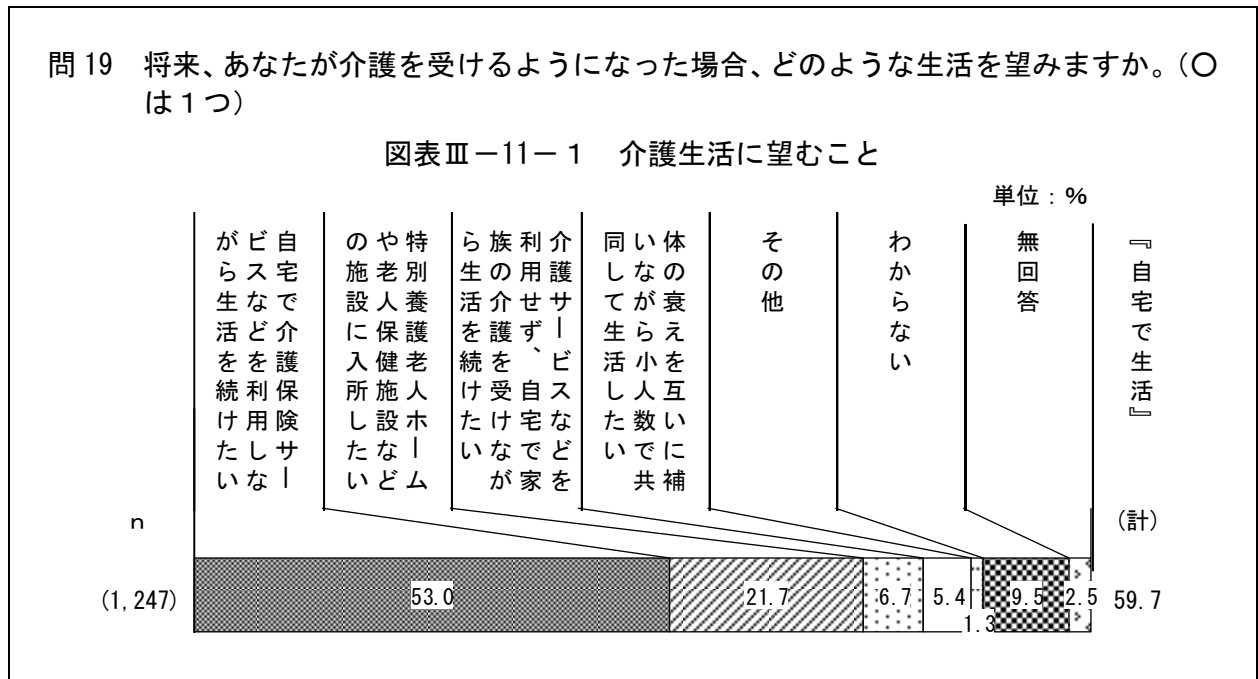 問19 将来、あなたが介護を受けるようになった場合、どのような生活を望みますか。(○
は1つ)
図表Ⅲ-11-1 介護生活に望むこと
単位:%
自宅で介護保険サー
ビスなどを利用しな
がら生活を続けたい
特別養護老人ホーム
や老人保健施設など
の施設に入所したい
介護サービスなどを
利用せず、自宅で家
族の介護を受けなが
ら生活を続けたい
体の衰えを互いに補
いながら小人数で共
同して生活したい
その他
わからない
無回答
『自宅で生活』
(計)
n
(1,247)
53.0
21.7
6.7
5.4
1.3
9.5
2.5
59.7